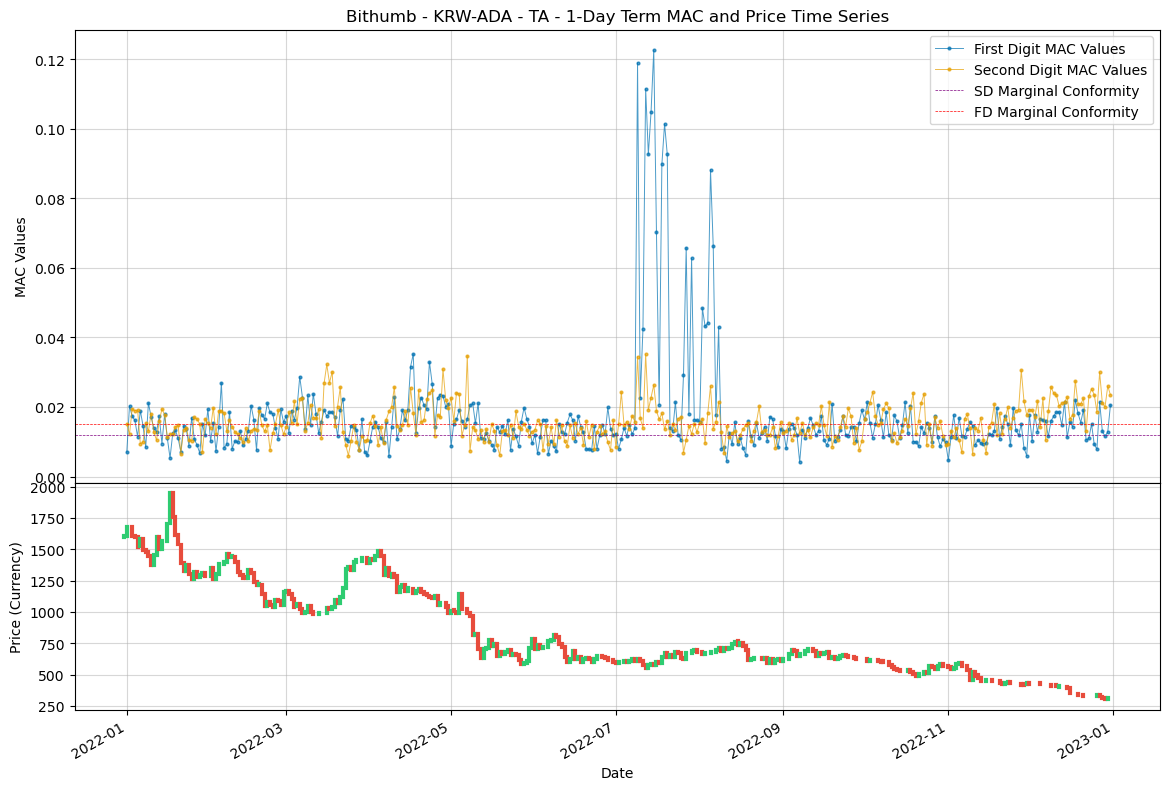 Bithumb - KRW-ADA - TA - 1-Day Term MAC and Price Time Series
First Digit MAC Values
Second Digit MAC Values
SD Marginal Conformity
FD Marginal Conformity
MAC Values
0.12
0.10
0.08
0.06
0.04
0.02
0.00
Price (Currency)
2000
1750
1500
1250
1000
750
500
250
2022-01
2022-03
2022-05
2022-07
2022-09
2022-11
2023-01
Date